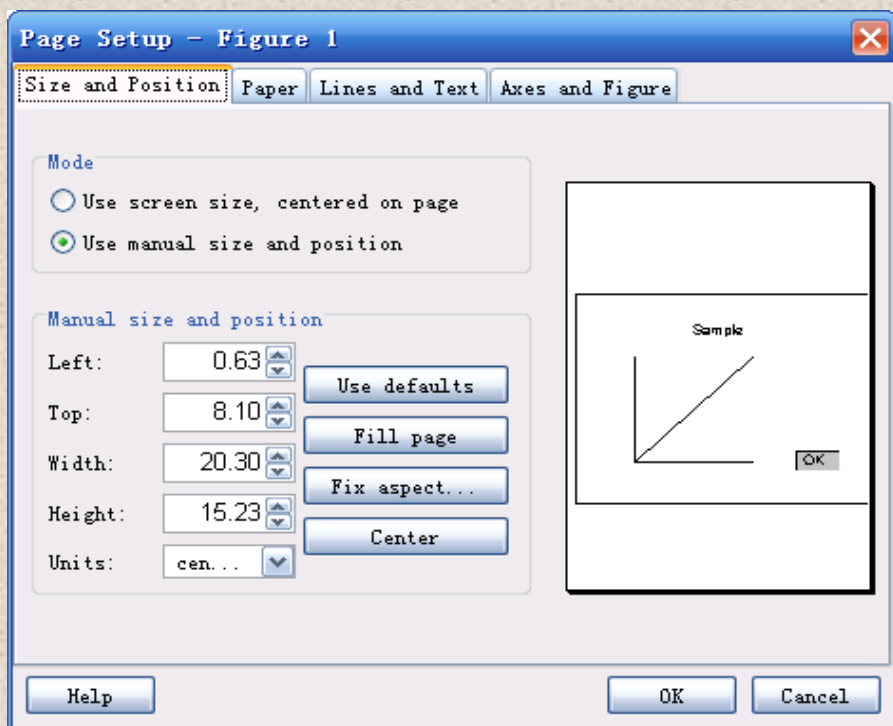 Page Setup - Figure 1
Size and Position Paper Lines and Text Axes and Figure
Mode
Use screen size, centered on page
Use manual size and position
Manual size and position
Left: 0.63
Use defaults
Top: 8.10
Fill page
Width: 20.30
Fix aspect...
Height: 15.23
Center
Units: cen...
Sample
OK
Help OK Cancel